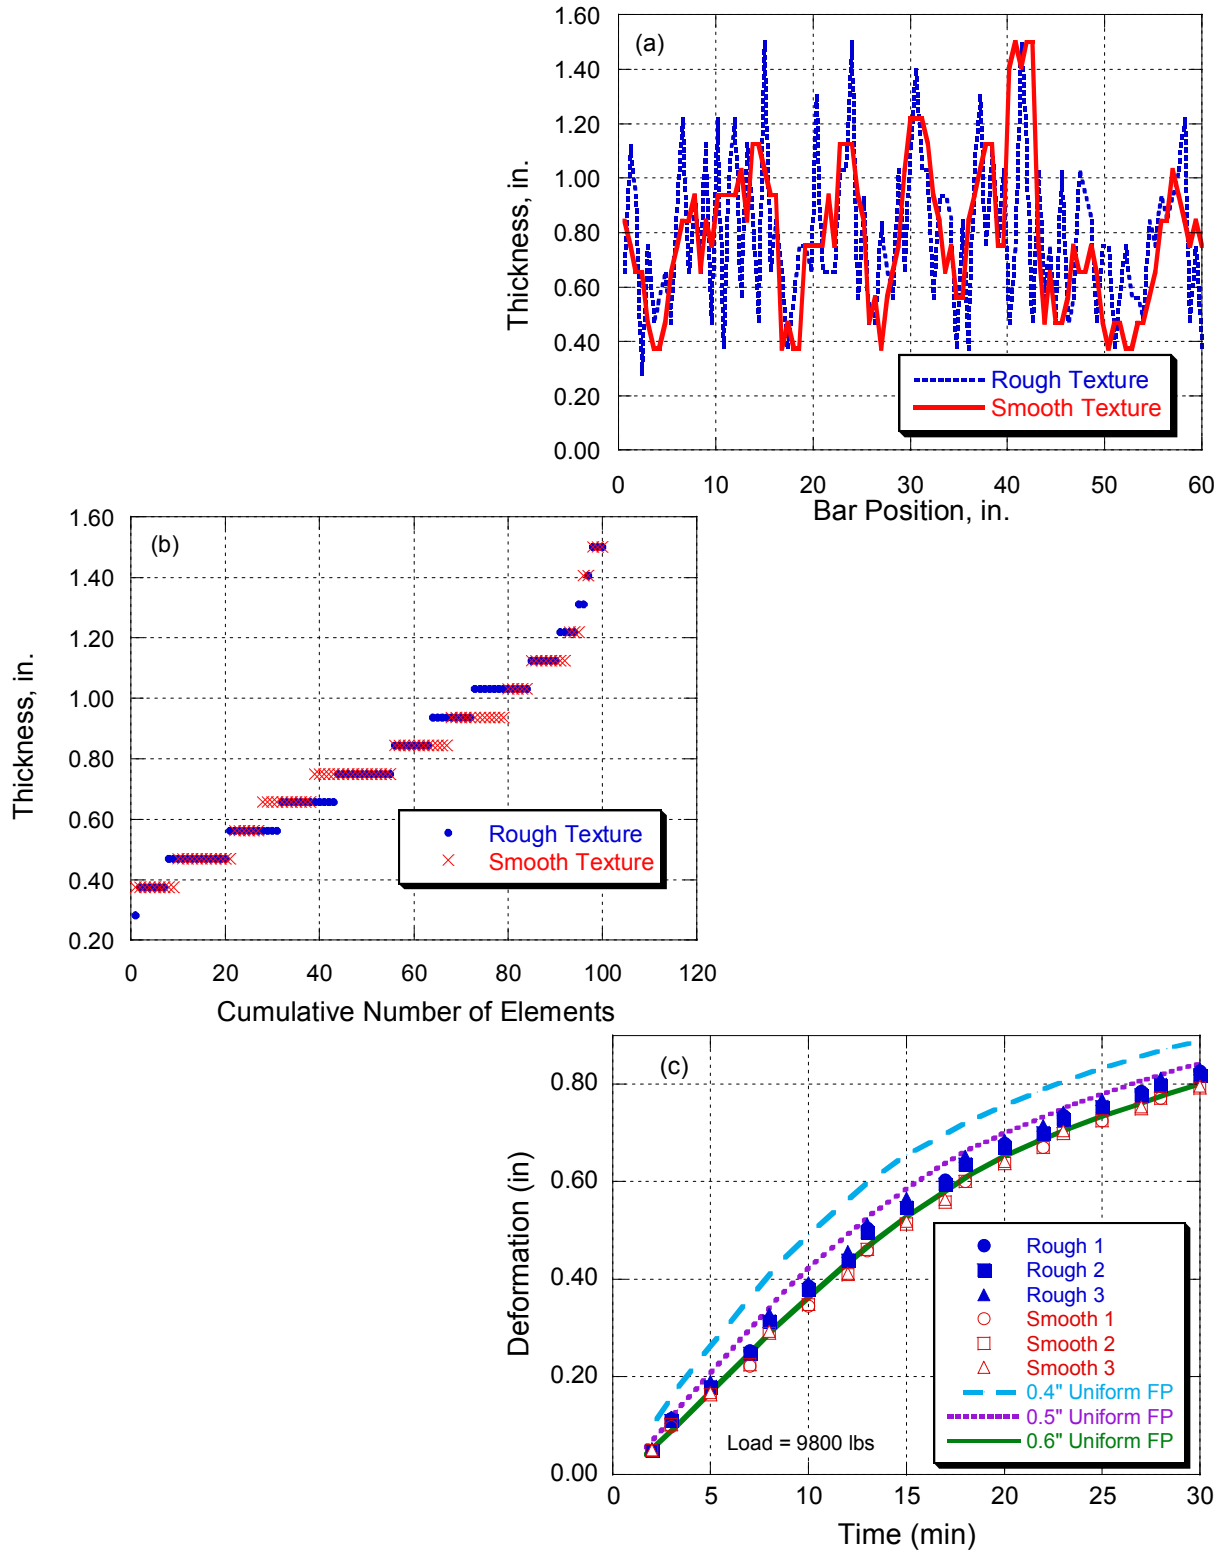 (a)
1.60
1.40
1.20
1.00
0.80
0.60
0.40
0.20
0.00
Thickness, in.
Rough Texture
Smooth Texture
0 10 20 30 40 50 60
Bar Position, in.
(b)
1.60
1.40
1.20
1.00
0.80
0.60
0.40
0.20
Thickness, in.
Rough Texture
Smooth Texture
0 20 40 60 80 100 120
Cumulative Number of Elements
(c)
0.80
0.60
0.40
0.20
0.00
Deformation (in)
Rough 1
Rough 2
Rough 3
Smooth 1
Smooth 2
Smooth 3
0.4" Uniform FP
0.5" Uniform FP
0.6" Uniform FP
Load = 9800 lbs
0 5 10 15 20 25 30
Time (min)